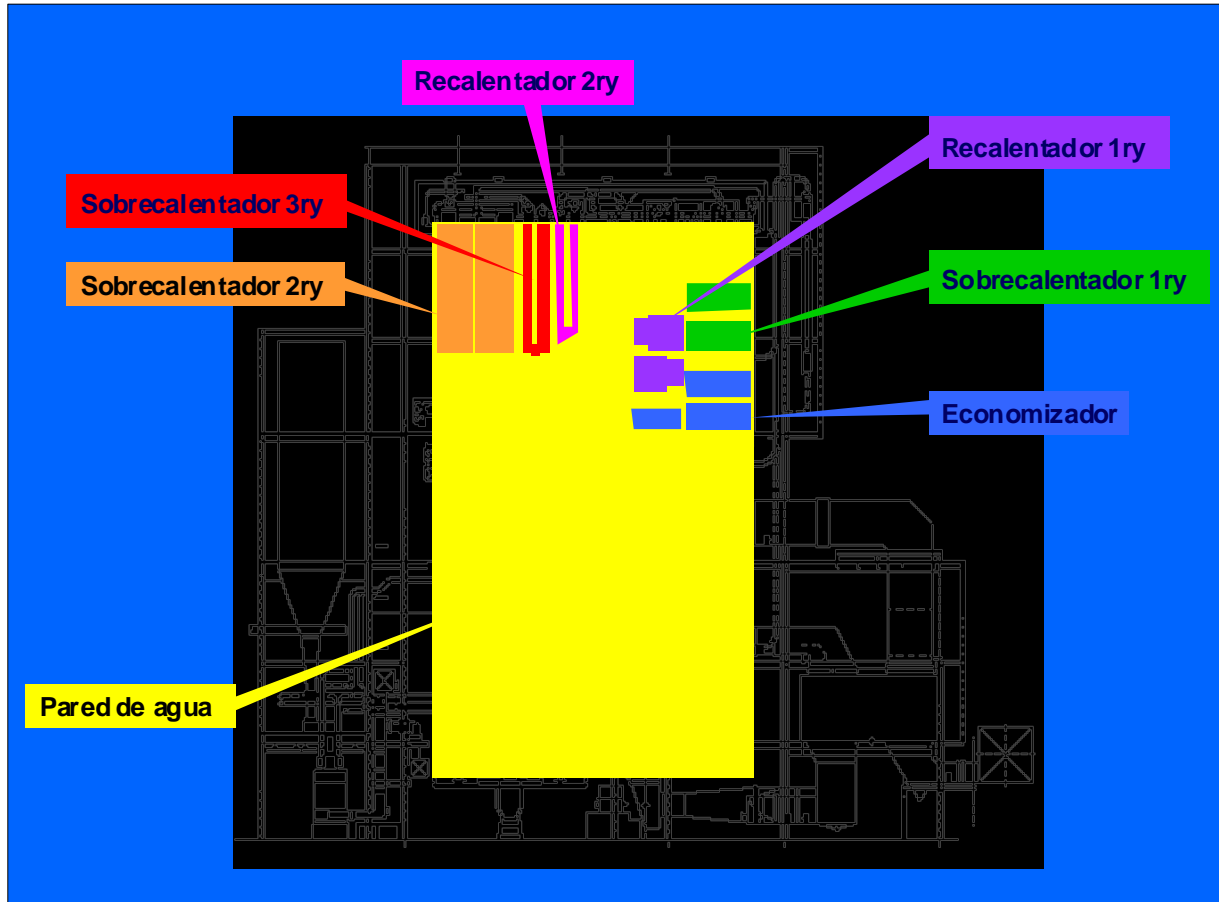 Recalentador 2ry
Recalentador 1ry
Sobrecalentador 3ry
Sobrecalentador 2ry
Sobrecalentador 1ry
Economizador
Pared de agua